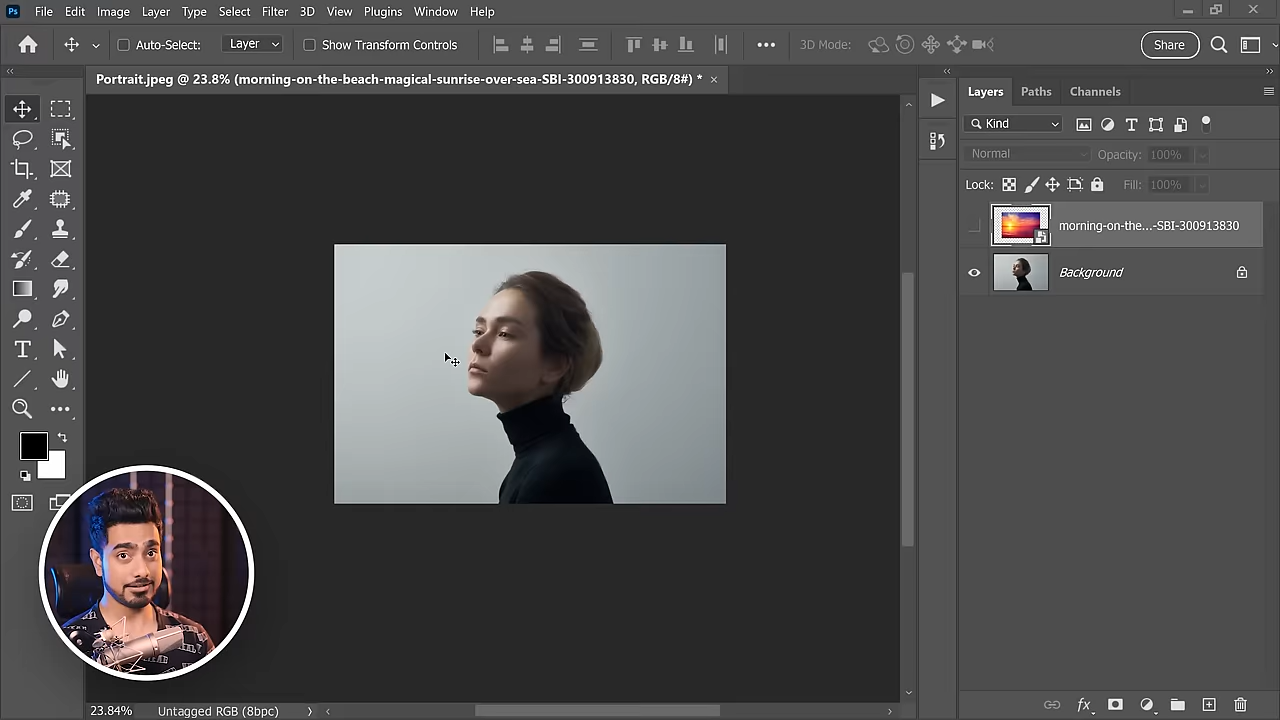 Ps File Edit Image Layer Type Select Filter 3D View Plugins Window Help
Auto-Select: Layer Show Transform Controls 3D Mode: Share
Portrait.jpeg @ 23.8% (morning-on-the-beach-magical-sunrise-over-sea-SBI-300913830, RGB/8#) * ×
Layers Paths Channels
Kind
Normal Opacity: 100%
Lock: Fill: 100%
morning-on-the...-SBI-300913830
Background
23.84% Untagged RGB (8bpc)
fx